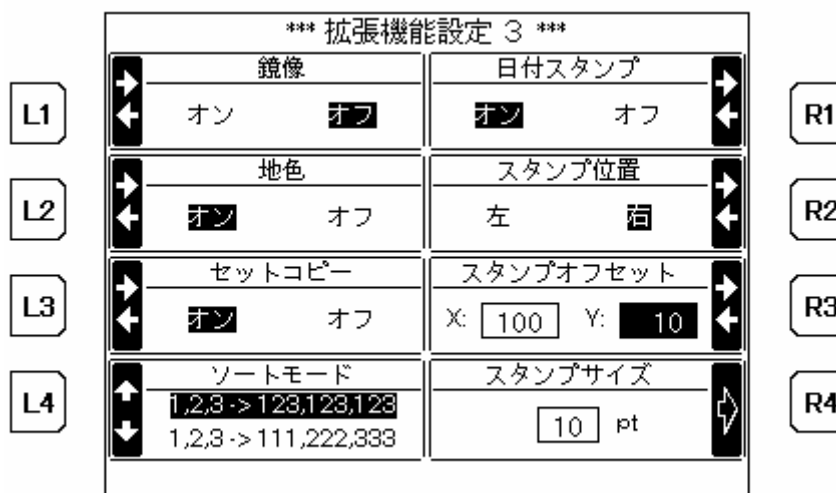 *** 拡張機能設定 3 ***
鏡像 日付スタンプ
L1 オン オフ オン オフ R1
地色 スタンプ位置
L2 オン オフ 左 右 R2
セットコピー スタンプオフセット
L3 オン オフ X: 100 Y: 10 R3
ソートモード スタンプサイズ
L4 1,2,3 -> 123,123,123 10 pt R4
1,2,3 -> 111,222,333